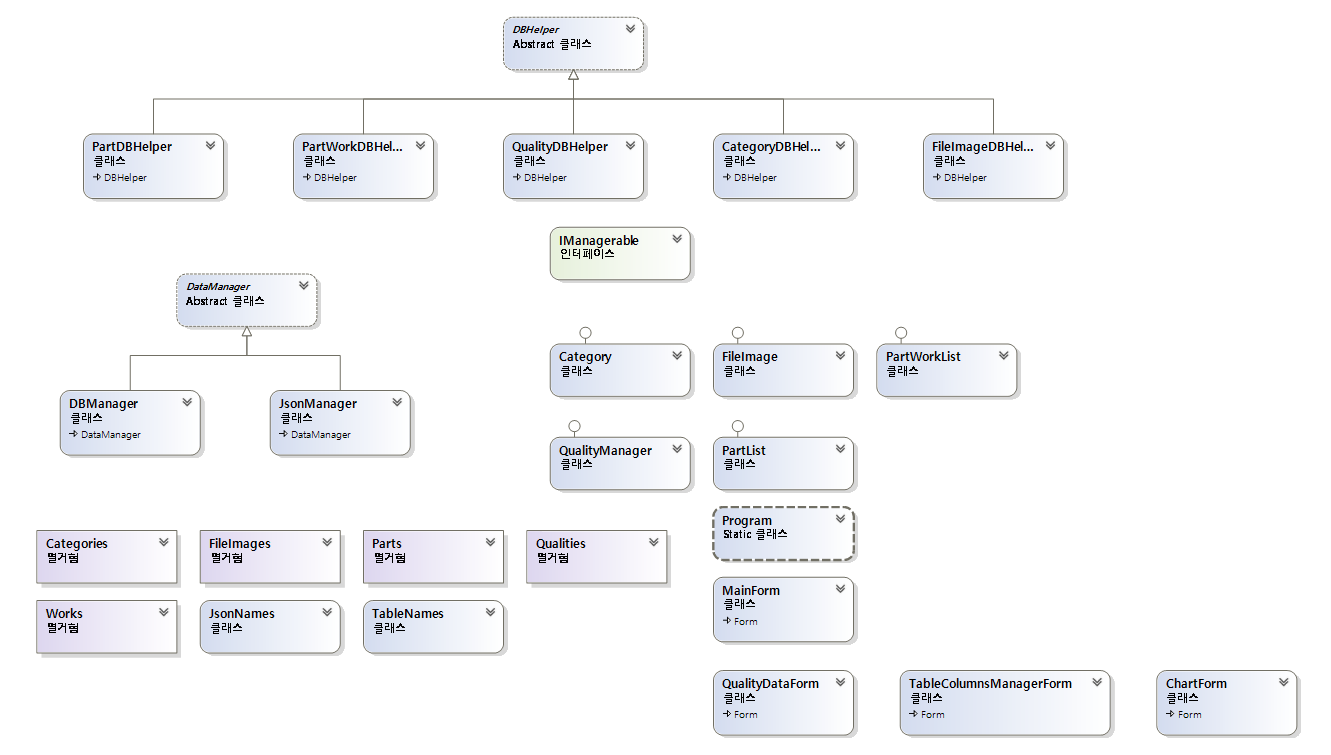 DBHelper
Abstract 클래스
PartDBHelper
클래스
DBHelper
PartWorkDBHel...
클래스
DBHelper
QualityDBHelper
클래스
DBHelper
CategoryDBHel...
클래스
DBHelper
FileImageDBHel...
클래스
DBHelper
IManagerable
인터페이스
DataManager
Abstract 클래스
Category
클래스
FileImage
클래스
PartWorkList
클래스
DBManager
클래스
DataManager
JsonManager
클래스
DataManager
QualityManager
클래스
PartList
클래스
Program
Static 클래스
Categories
열거형
FileImages
열거형
Parts
열거형
Qualities
열거형
MainForm
클래스
Form
Works
열거형
JsonNames
클래스
TableNames
클래스
QualityDataForm
클래스
Form
TableColumnsManagerForm
클래스
Form
ChartForm
클래스
Form